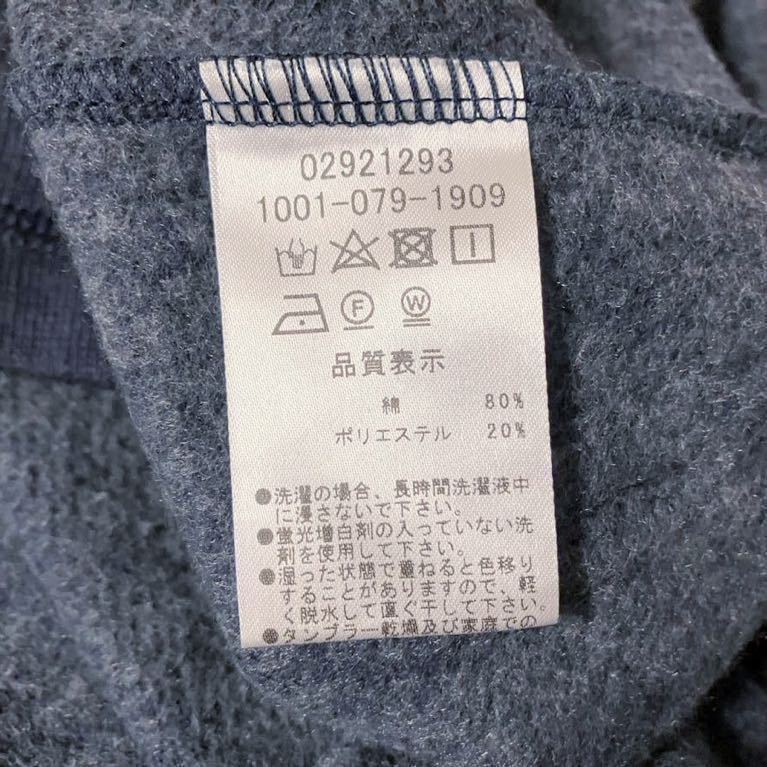 02921293
1001-079-1909
F W
品質表示
綿 80%
ポリエステル 20%
●洗濯の場合、長時間洗濯液中
に浸さないで下さい。
●蛍光増白剤の入っていない洗
剤を使用して下さい。
●湿った状態で重ねると色移り
することがありますので、軽
く脱水して直ぐ干して下さい。
●タンブラー乾燥及び家庭での